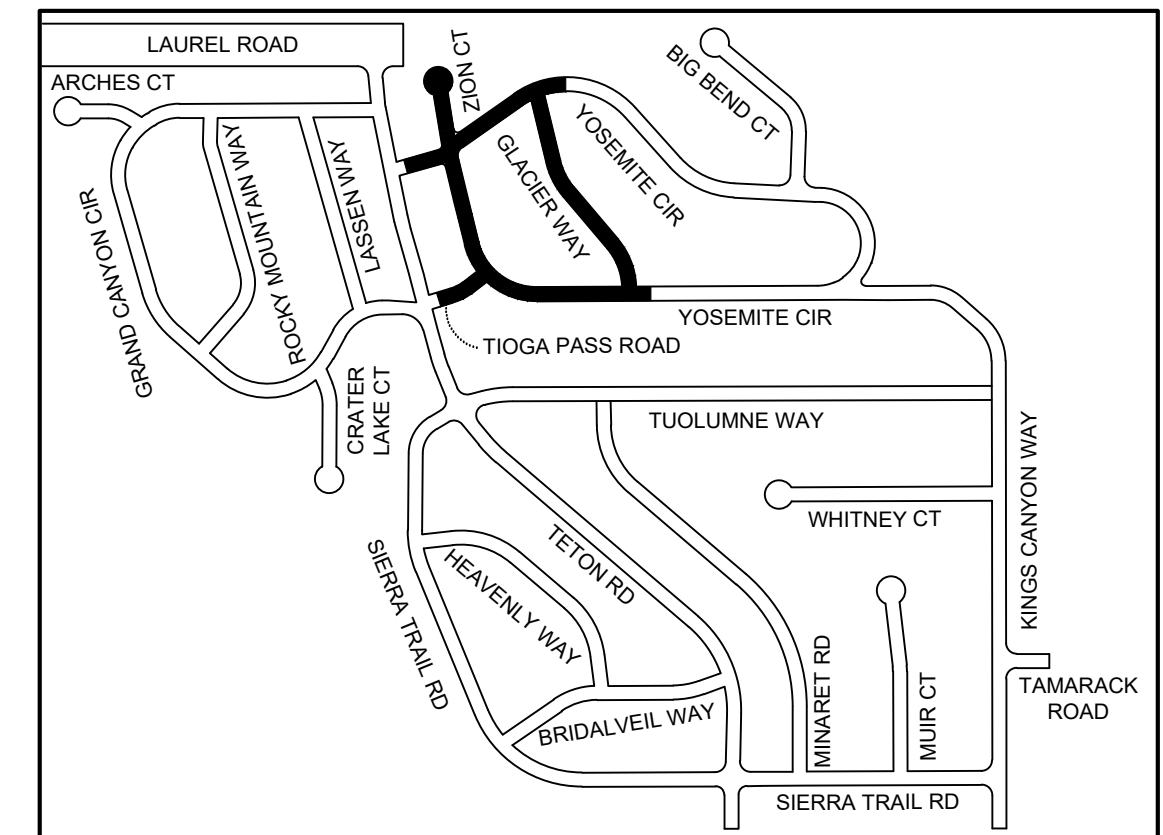 LAUREL ROAD
ARCHES CT
ZION CT
BIG BEND CT
GLACIER WAY
YOSEMITE CIR
LASSEN WAY
ROCKY MOUNTAIN WAY
GRAND CANYON CIR
YOSEMITE CIR
TIOGA PASS ROAD
CRATER
LAKE CT
TUOLUMNE WAY
KINGS CANYON WAY
WHITNEY CT
TETON RD
HEAVENLY WAY
SIERRA TRAIL RD
BRIDALVEIL WAY
MINARET RD
MUIR CT
TAMARACK
ROAD
SIERRA TRAIL RD